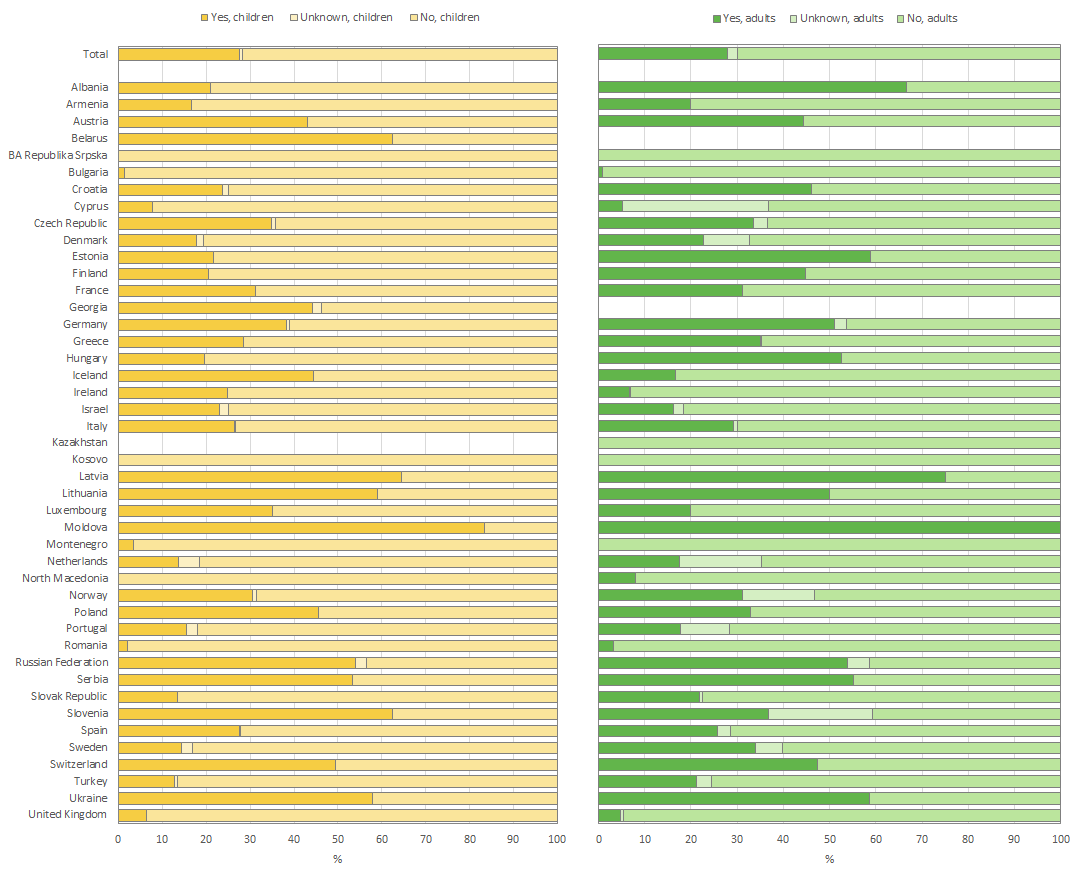 Yes, children Unknown, children No, children
Yes, adults Unknown, adults No, adults
Total
Albania
Armenia
Austria
Belarus
BA Republika Srpska
Bulgaria
Croatia
Cyprus
Czech Republic
Denmark
Estonia
Finland
France
Georgia
Germany
Greece
Hungary
Iceland
Ireland
Israel
Italy
Kazakhstan
Kosovo
Latvia
Lithuania
Luxembourg
Moldova
Montenegro
Netherlands
North Macedonia
Norway
Poland
Portugal
Romania
Russian Federation
Serbia
Slovak Republic
Slovenia
Spain
Sweden
Switzerland
Turkey
Ukraine
United Kingdom
0 10 20 30 40 50 60 70 80 90 100
%
0 10 20 30 40 50 60 70 80 90 100
%